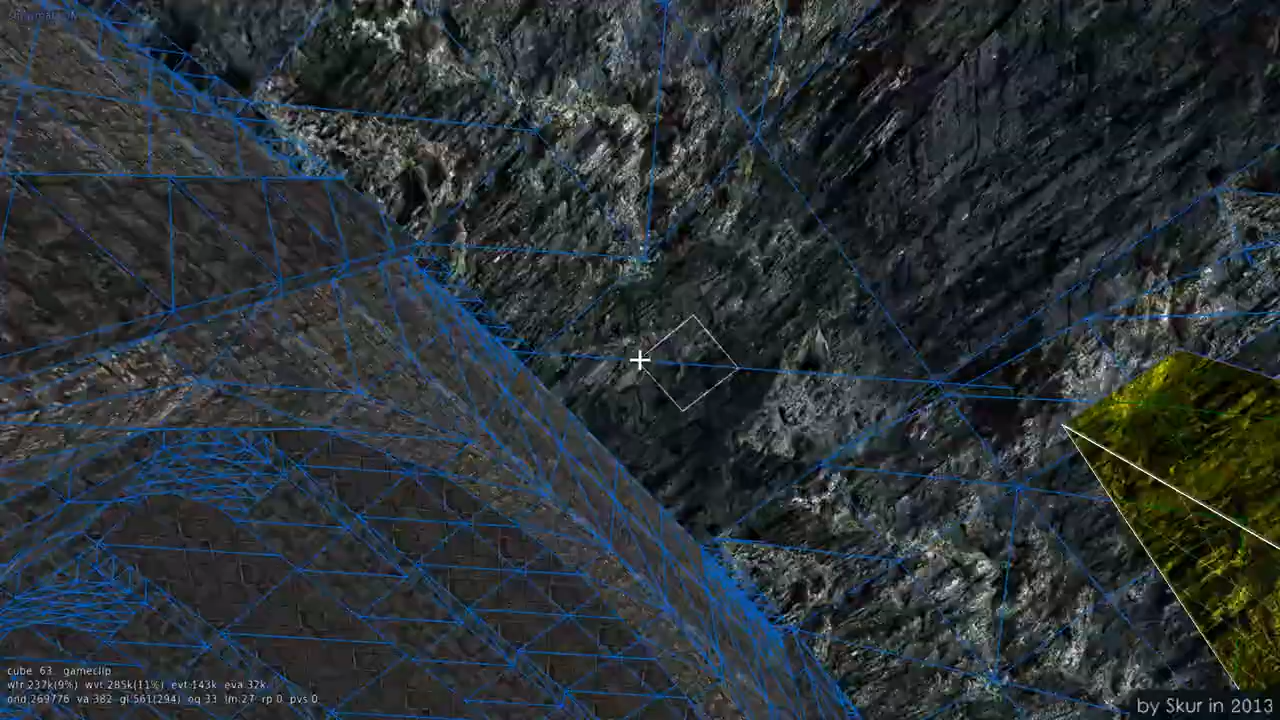 cube 63 gameclip
wtr:237k(9%) wvt:285k(11%) evt:143k eva:32k
ond:269776 va:382 gl:561(294) oq:33 lm:27 rp:0 pvs:0
by Skur in 2013